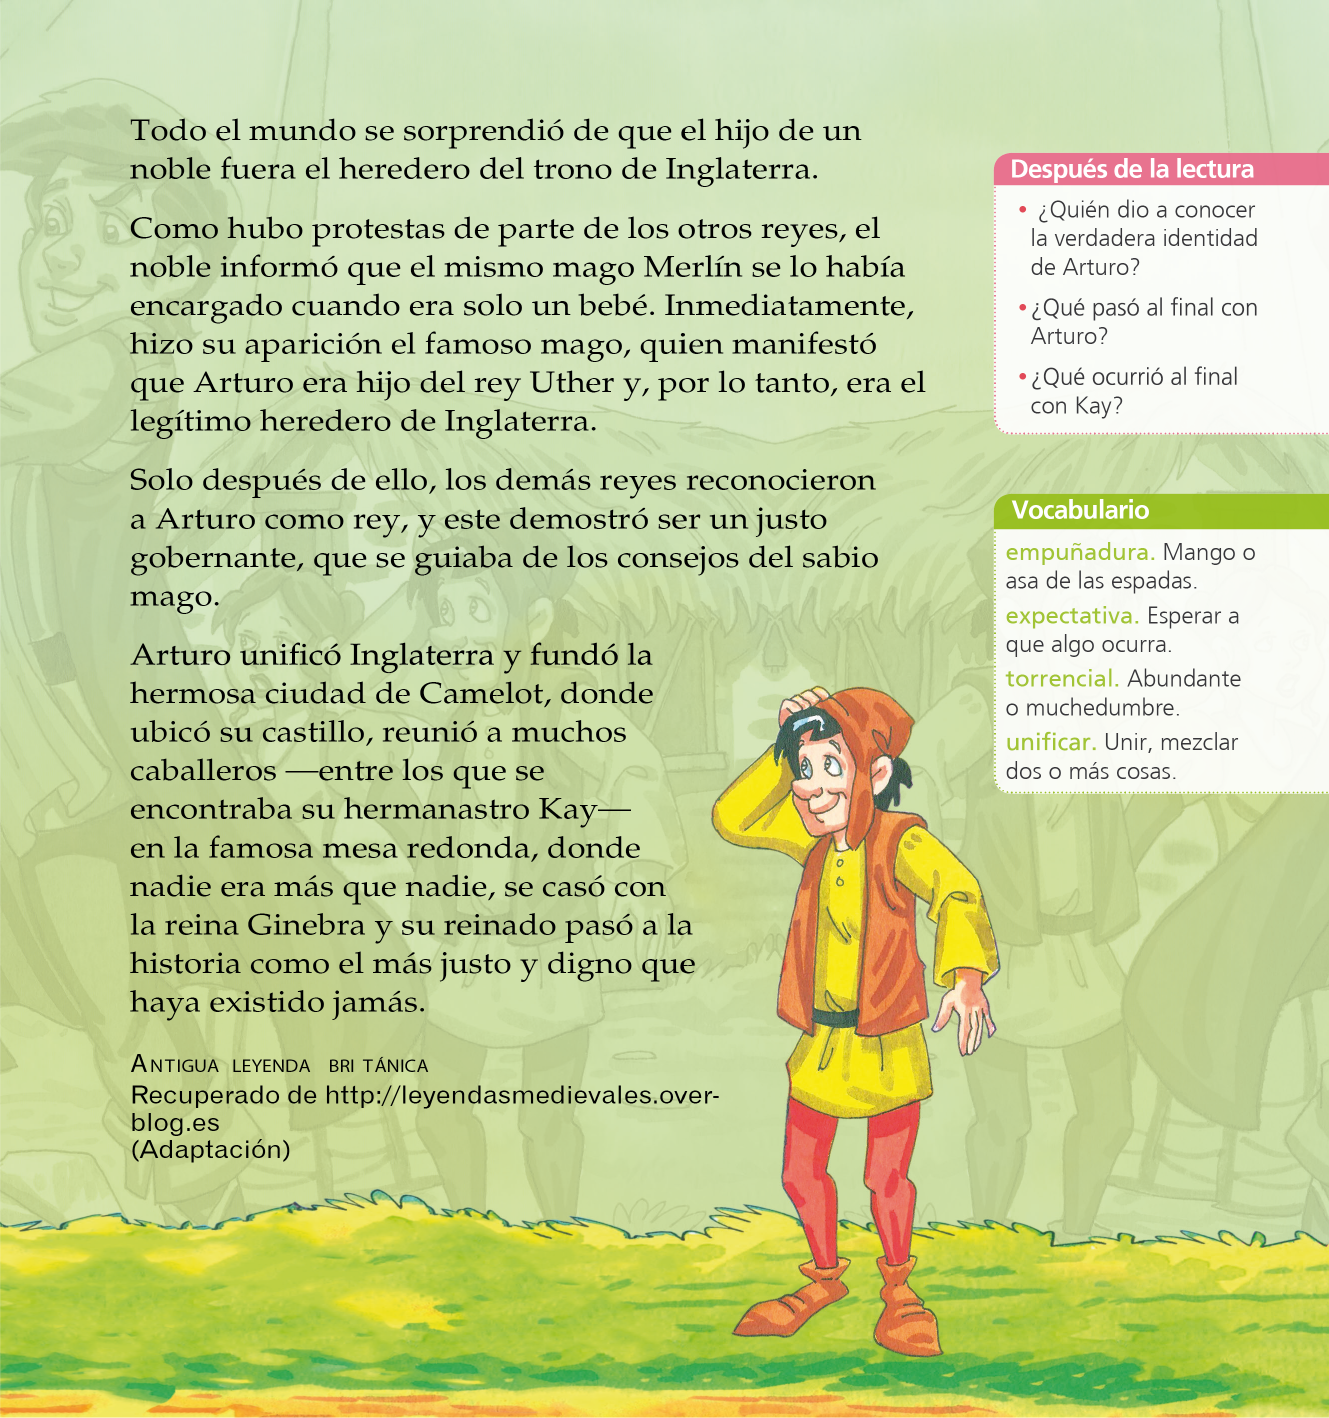 Todo el mundo se sorprendió de que el hijo de un
noble fuera el heredero del trono de Inglaterra.
Como hubo protestas de parte de los otros reyes, el
noble informó que el mismo mago Merlín se lo había
encargado cuando era solo un bebé. Inmediatamente,
hizo su aparición el famoso mago, quien manifestó
que Arturo era hijo del rey Uther y, por lo tanto, era el
legítimo heredero de Inglaterra.
Solo después de ello, los demás reyes reconocieron
a Arturo como rey, y este demostró ser un justo
gobernante, que se guiaba de los consejos del sabio
mago.
Arturo unificó Inglaterra y fundó la
hermosa ciudad de Camelot, donde
ubicó su castillo, reunió a muchos
caballeros —entre los que se
encontraba su hermanastro Kay—
en la famosa mesa redonda, donde
nadie era más que nadie, se casó con
la reina Ginebra y su reinado pasó a la
historia como el más justo y digno que
haya existido jamás.
ANTIGUA LEYENDA BRI TÁNICA
Recuperado de http://leyendasmedievales.over-
blog.es
(Adaptación)
Después de la lectura
• ¿Quién dio a conocer
la verdadera identidad
de Arturo?
• ¿Qué pasó al final con
Arturo?
• ¿Qué ocurrió al final
con Kay?
Vocabulario
empuñadura. Mango o
asa de las espadas.
expectativa. Esperar a
que algo ocurra.
torrencial. Abundante
o muchedumbre.
unificar. Unir, mezclar
dos o más cosas.